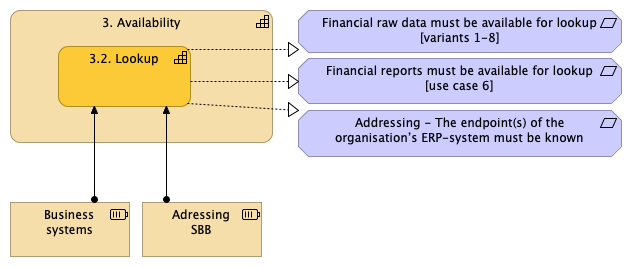 3. Availability
3.2. Lookup
Financial raw data must be available for lookup
[variants 1-8]
Financial reports must be available for lookup
[use case 6]
Addressing - The endpoint(s) of the
organisation's ERP-system must be known
Business
systems
Adressing
SBB